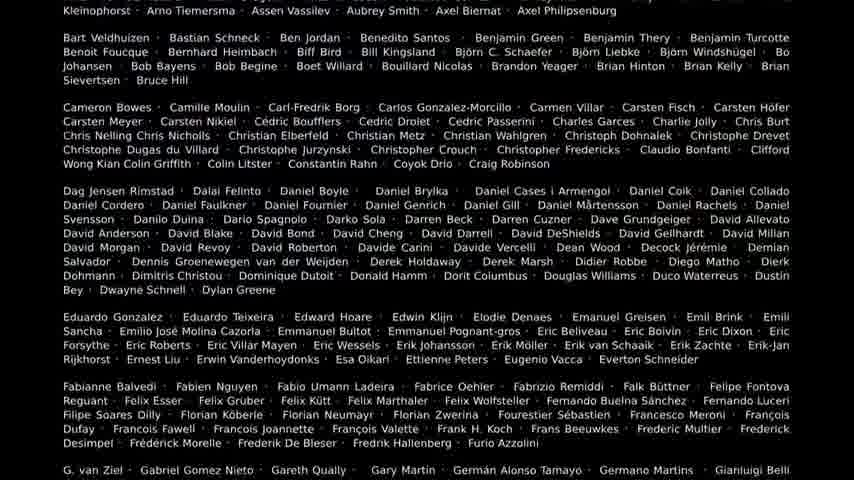 Kleinophorst · Arno Tiemersma · Assen Vassilev · Aubrey Smith · Axel Biernat · Axel Philipsenburg
Bart Veldhuizen · Bastian Schneck · Ben Jordan · Benedito Santos · Benjamin Green · Benjamin Thery · Benjamin Turcotte
Benoit Foucque · Bernhard Heimbach · Biff Bird · Bill Kingsland · Björn C. Schaefer · Björn Liebke · Björn Windshügel · Bo
Johansen · Bob Bayens · Bob Begine · Boet Willard · Bouillard Nicolas · Brandon Yeager · Brian Hinton · Brian Kelly · Brian
Sievertsen · Bruce Hill
Cameron Bowes · Camille Moulin · Carl-Fredrik Borg · Carlos Gonzalez-Morcillo · Carmen Villar · Carsten Fisch · Carsten Höfer
Carsten Meyer · Carsten Nikiel · Cédric Boufflers · Cedric Drolet · Cedric Passerini · Charles Garces · Charlie Jolly · Chris Burt
Chris Nelling Chris Nicholls · Christian Elberfeld · Christian Metz · Christian Wahlgren · Christoph Dohnalek · Christophe Drevet
Christophe Dugas du Villard · Christophe Jurzynski · Christopher Crouch · Christopher Fredericks · Claudio Bonfanti · Clifford
Wong Kian Colin Griffith · Colin Litster · Constantin Rahn · Coyok Drio · Craig Robinson
Dag Jensen Rimstad · Dalai Felinto · Daniel Boyle · Daniel Brylka · Daniel Cases i Armengol · Daniel Coik · Daniel Collado
Daniel Cordero · Daniel Faulkner · Daniel Fournier · Daniel Genrich · Daniel Gill · Daniel Mårtensson · Daniel Rachels · Daniel
Svensson · Danilo Duina · Dario Spagnolo · Darko Sola · Darren Beck · Darren Cuzner · Dave Grundgeiger · David Allevato
David Anderson · David Blake · David Bond · David Cheng · David Darrell · David DeShields · David Geilhardt · David Millan
David Morgan · David Revoy · David Roberton · Davide Carini · Davide Vercelli · Dean Wood · Decock Jérémie · Demian
Salvador · Dennis Groenewegen van der Weijden · Derek Holdaway · Derek Marsh · Didier Robbe · Diego Matho · Dierk
Dohmann · Dimitris Christou · Dominique Dutoit · Donald Hamm · Dorit Columbus · Douglas Williams · Duco Waterreus · Dustin
Bey · Dwayne Schnell · Dylan Greene
Eduardo Gonzalez · Eduardo Teixeira · Edward Hoare · Edwin Klijn · Elodie Denaes · Emanuel Greisen · Emil Brink · Emili
Sancha · Emilio José Molina Cazorla · Emmanuel Bultot · Emmanuel Pognant-gros · Eric Beliveau · Eric Boivin · Eric Dixon · Eric
Forsythe · Eric Roberts · Eric Villar Mayen · Eric Wessels · Erik Johansson · Erik Möller · Erik van Schaaik · Erik Zachte · Erik-Jan
Rijkhorst · Ernest Liu · Erwin Vanderhoydonks · Esa Oikari · Ettienne Peters · Eugenio Vacca · Everton Schneider
Fabianne Balvedi · Fabien Nguyen · Fabio Umann Ladeira · Fabrice Oehler · Fabrizio Remiddi · Falk Büttner · Felipe Fontova
Reguant · Felix Esser · Felix Gruber · Felix Kütt · Felix Marthaler · Felix Wolfsteller · Fernando Buelna Sánchez · Fernando Luceri
Filipe Soares Dilly · Florian Köberle · Florian Neumayr · Florian Zwerina · Fourestier Sébastien · Francesco Meroni · François
Dufay · Francois Fawell · Francois Joannette · François Valette · Frank H. Koch · Frans Beeuwkes · Frederic Multier · Frederick
Desimpel · Frédérick Morelle · Frederik De Bleser · Fredrik Hallenberg · Furio Azzolini
G. van Ziel · Gabriel Gomez Nieto · Gareth Qually · Gary Martin · Germán Alonso Tamayo · Germano Martins · Gianluigi Belli